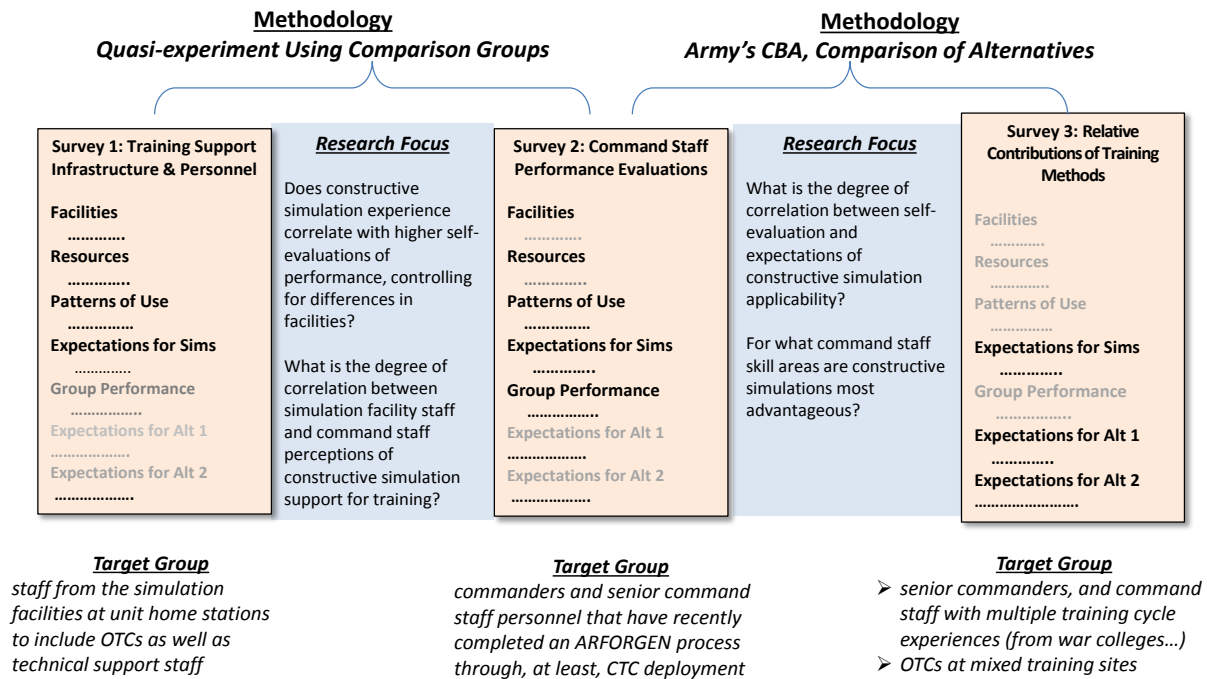 Methodology
Quasi-experiment Using Comparison Groups
Methodology
Army's CBA, Comparison of Alternatives
Survey 1: Training Support
Infrastructure & Personnel
Facilities
………….
Resources
…………..
Patterns of Use
……………
Expectations for Sims
…………..
Group Performance
……………..
Expectations for Alt 1
……………….
Expectations for Alt 2
……………….
Research Focus
Does constructive
simulation experience
correlate with higher self-
evaluations of
performance, controlling
for differences in
facilities?
What is the degree of
correlation between
simulation facility staff
and command staff
perceptions of
constructive simulation
support for training?
Survey 2: Command Staff
Performance Evaluations
Facilities
………….
Resources
…………..
Patterns of Use
……………
Expectations for Sims
…………..
Group Performance
……………..
Expectations for Alt 1
……………….
Expectations for Alt 2
……………….
Research Focus
What is the degree of
correlation between self-
evaluation and
expectations of
constructive simulation
applicability?
For what command staff
skill areas are constructive
simulations most
advantageous?
Survey 3: Relative
Contributions of Training
Methods
Facilities
………….
Resources
…………..
Patterns of Use
……………
Expectations for Sims
…………..
Group Performance
……………..
Expectations for Alt 1
…………..
Expectations for Alt 2
…………………….
Target Group
staff from the simulation
facilities at unit home stations
to include OTCs as well as
technical support staff
Target Group
commanders and senior command
staff personnel that have recently
completed an ARFORGEN process
through, at least, CTC deployment
Target Group
➢ senior commanders, and command
staff with multiple training cycle
experiences (from war colleges…)
➢ OTCs at mixed training sites